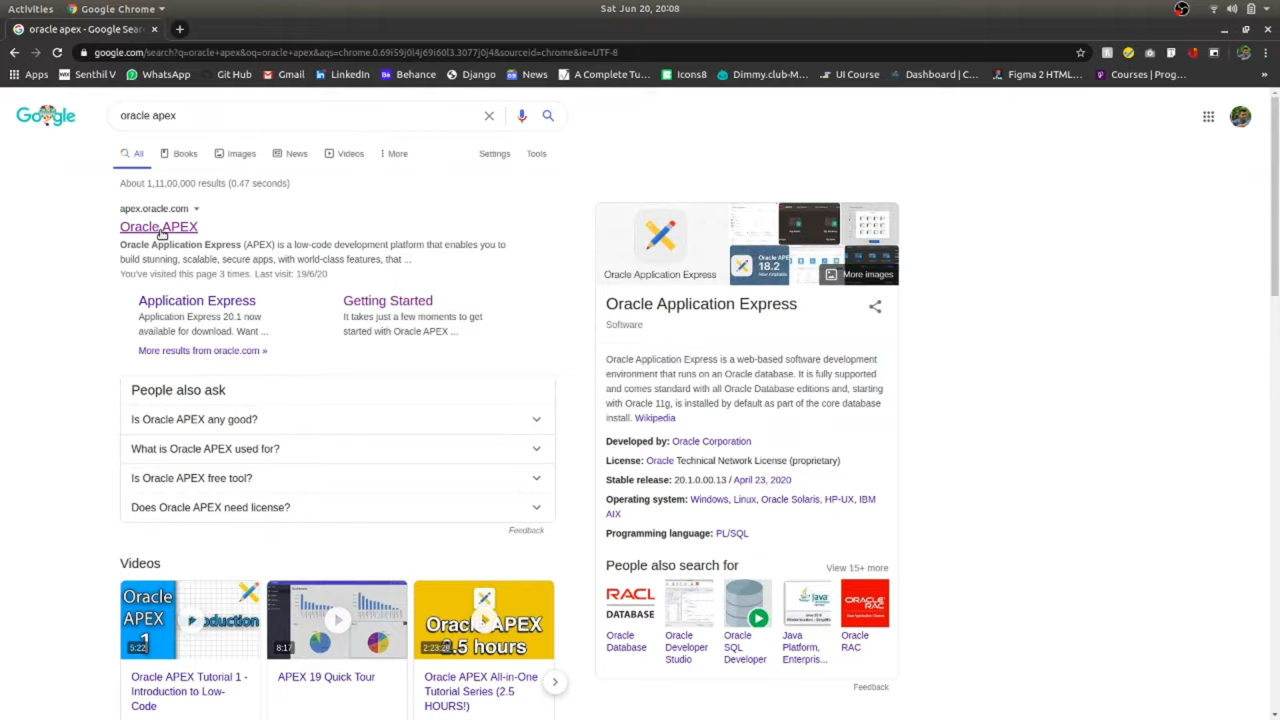 Activities
Google Chrome
Sat Jun 20, 20:08
oracle apex - Google Sear
google.com/search?q=oracle+apex&oq=oracle+apex&aqs=chrome.0.69i59j0l4j69i60l3.3077j0j4&sourceid=chrome&ie=UTF-8
Apps
Senthil V
WhatsApp
Git Hub
Gmail
LinkedIn
Behance
Django
News
A Complete Tu...
Icons8
Dimmy.club-M...
UI Course
Dashboard | C...
Figma 2 HTML...
Courses | Prog...
oracle apex
All
Books
Images
News
Videos
More
Settings
Tools
About 1,11,00,000 results (0.47 seconds)
apex.oracle.com
Oracle APEX
Oracle Application Express (APEX) is a low-code development platform that enables you to
build stunning, scalable, secure apps, with world-class features, that ...
You've visited this page 3 times. Last visit: 19/6/20
Application Express
Application Express 20.1 now
available for download. Want ...
Getting Started
It takes just a few moments to get
started with Oracle APEX ...
More results from oracle.com »
People also ask
Is Oracle APEX any good?
What is Oracle APEX used for?
Is Oracle APEX free tool?
Does Oracle APEX need license?
Feedback
Videos
Oracle
APEX
1
oduction
5:22
8:17
Oracle APEX
.5 hours
2:23:28
Oracle APEX Tutorial 1 -
Introduction to Low-
Code
APEX 19 Quick Tour
Oracle APEX All-in-One
Tutorial Series (2.5
HOURS!)
Oracle Application Express
Oracle APE
18.2
More images
Oracle Application Express
Software
Oracle Application Express is a web-based software development
environment that runs on an Oracle database. It is fully supported
and comes standard with all Oracle Database editions and, starting
with Oracle 11g, is installed by default as part of the core database
install. Wikipedia
Developed by: Oracle Corporation
License: Oracle Technical Network License (proprietary)
Stable release: 20.1.0.00.13 / April 23, 2020
Operating system: Windows, Linux, Oracle Solaris, HP-UX, IBM
AIX
Programming language: PL/SQL
People also search for
View 15+ more
RACL
DATABASE
Java
ORACLE
RAC
Oracle
Database
Oracle
Developer
Studio
Oracle
SQL
Developer
Java
Platform,
Enterpris...
Oracle
RAC
Feedback